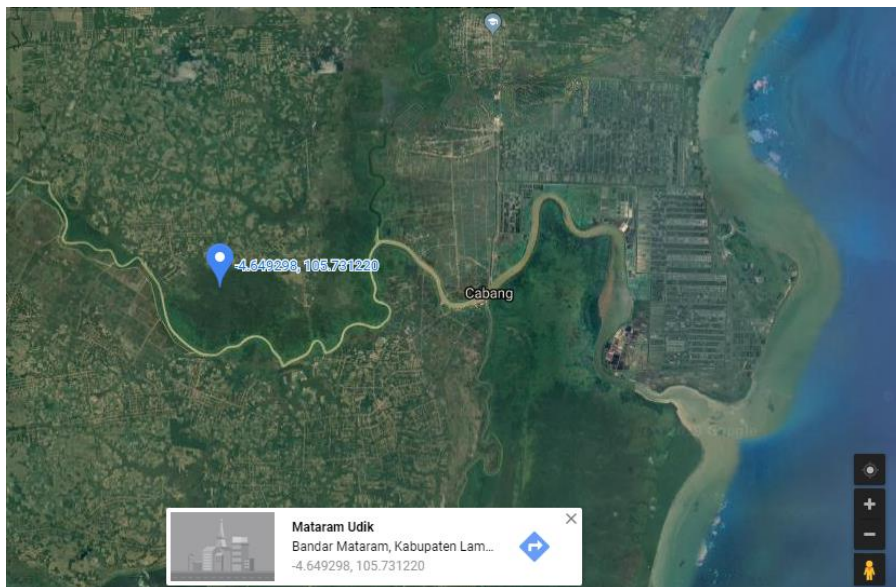 -4.649298, 105.731220
Cabang
Mataram Udik
Bandar Mataram, Kabupaten Lam...
-4.649298, 105.731220